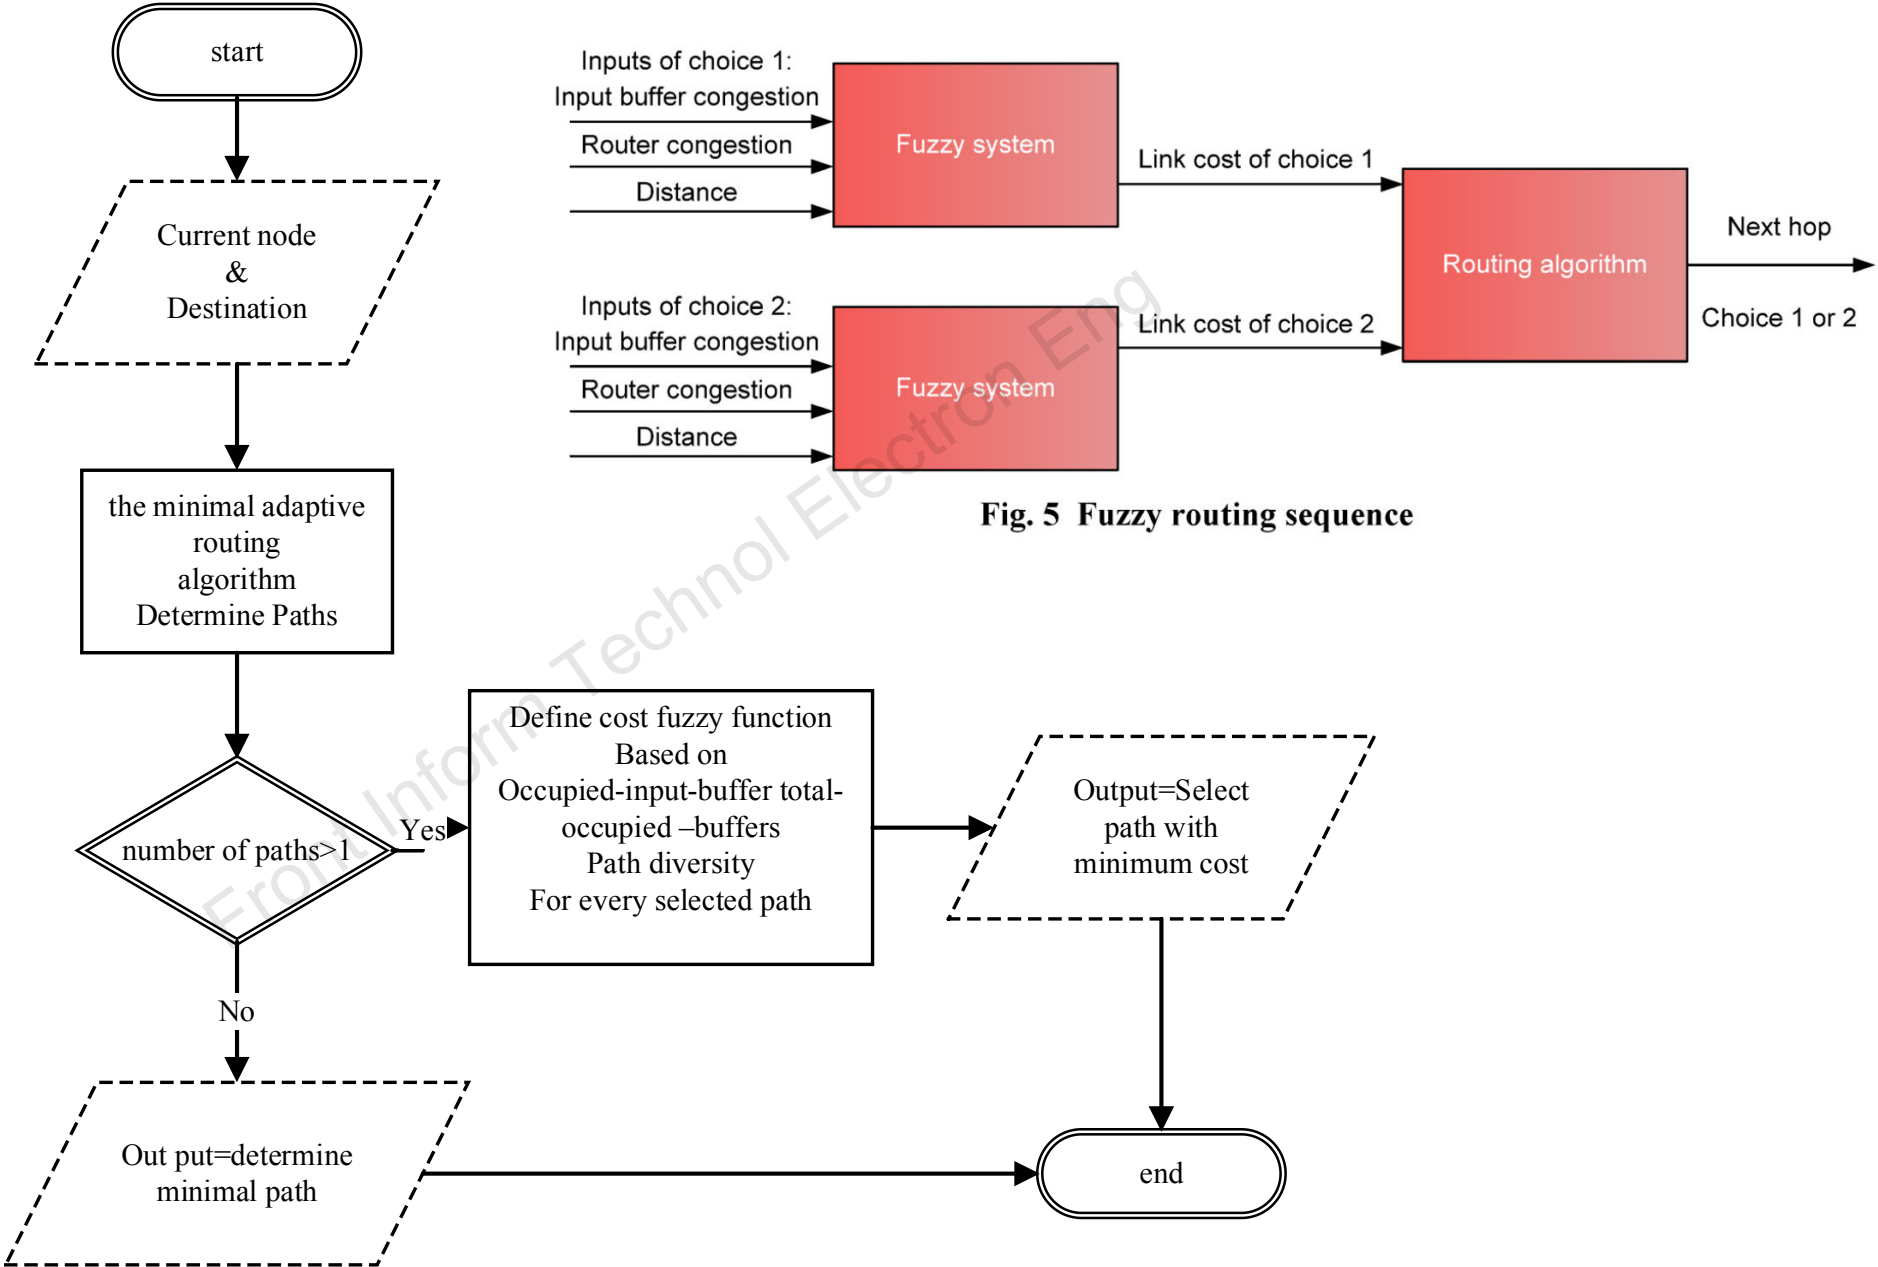 start
Current node
&
Destination
the minimal adaptive
routing
algorithm
Determine Paths
number of paths>1
Yes
No
Define cost fuzzy function
Based on
Occupied-input-buffer total-
occupied –buffers
Path diversity
For every selected path
Output=Select
path with
minimum cost
Out put=determine
minimal path
end
Inputs of choice 1:
Input buffer congestion
Router congestion
Distance
Fuzzy system
Link cost of choice 1
Inputs of choice 2:
Input buffer congestion
Router congestion
Distance
Fuzzy system
Link cost of choice 2
Routing algorithm
Next hop
Choice 1 or 2
Fig. 5 Fuzzy routing sequence
Front Inform Technol Electron Eng